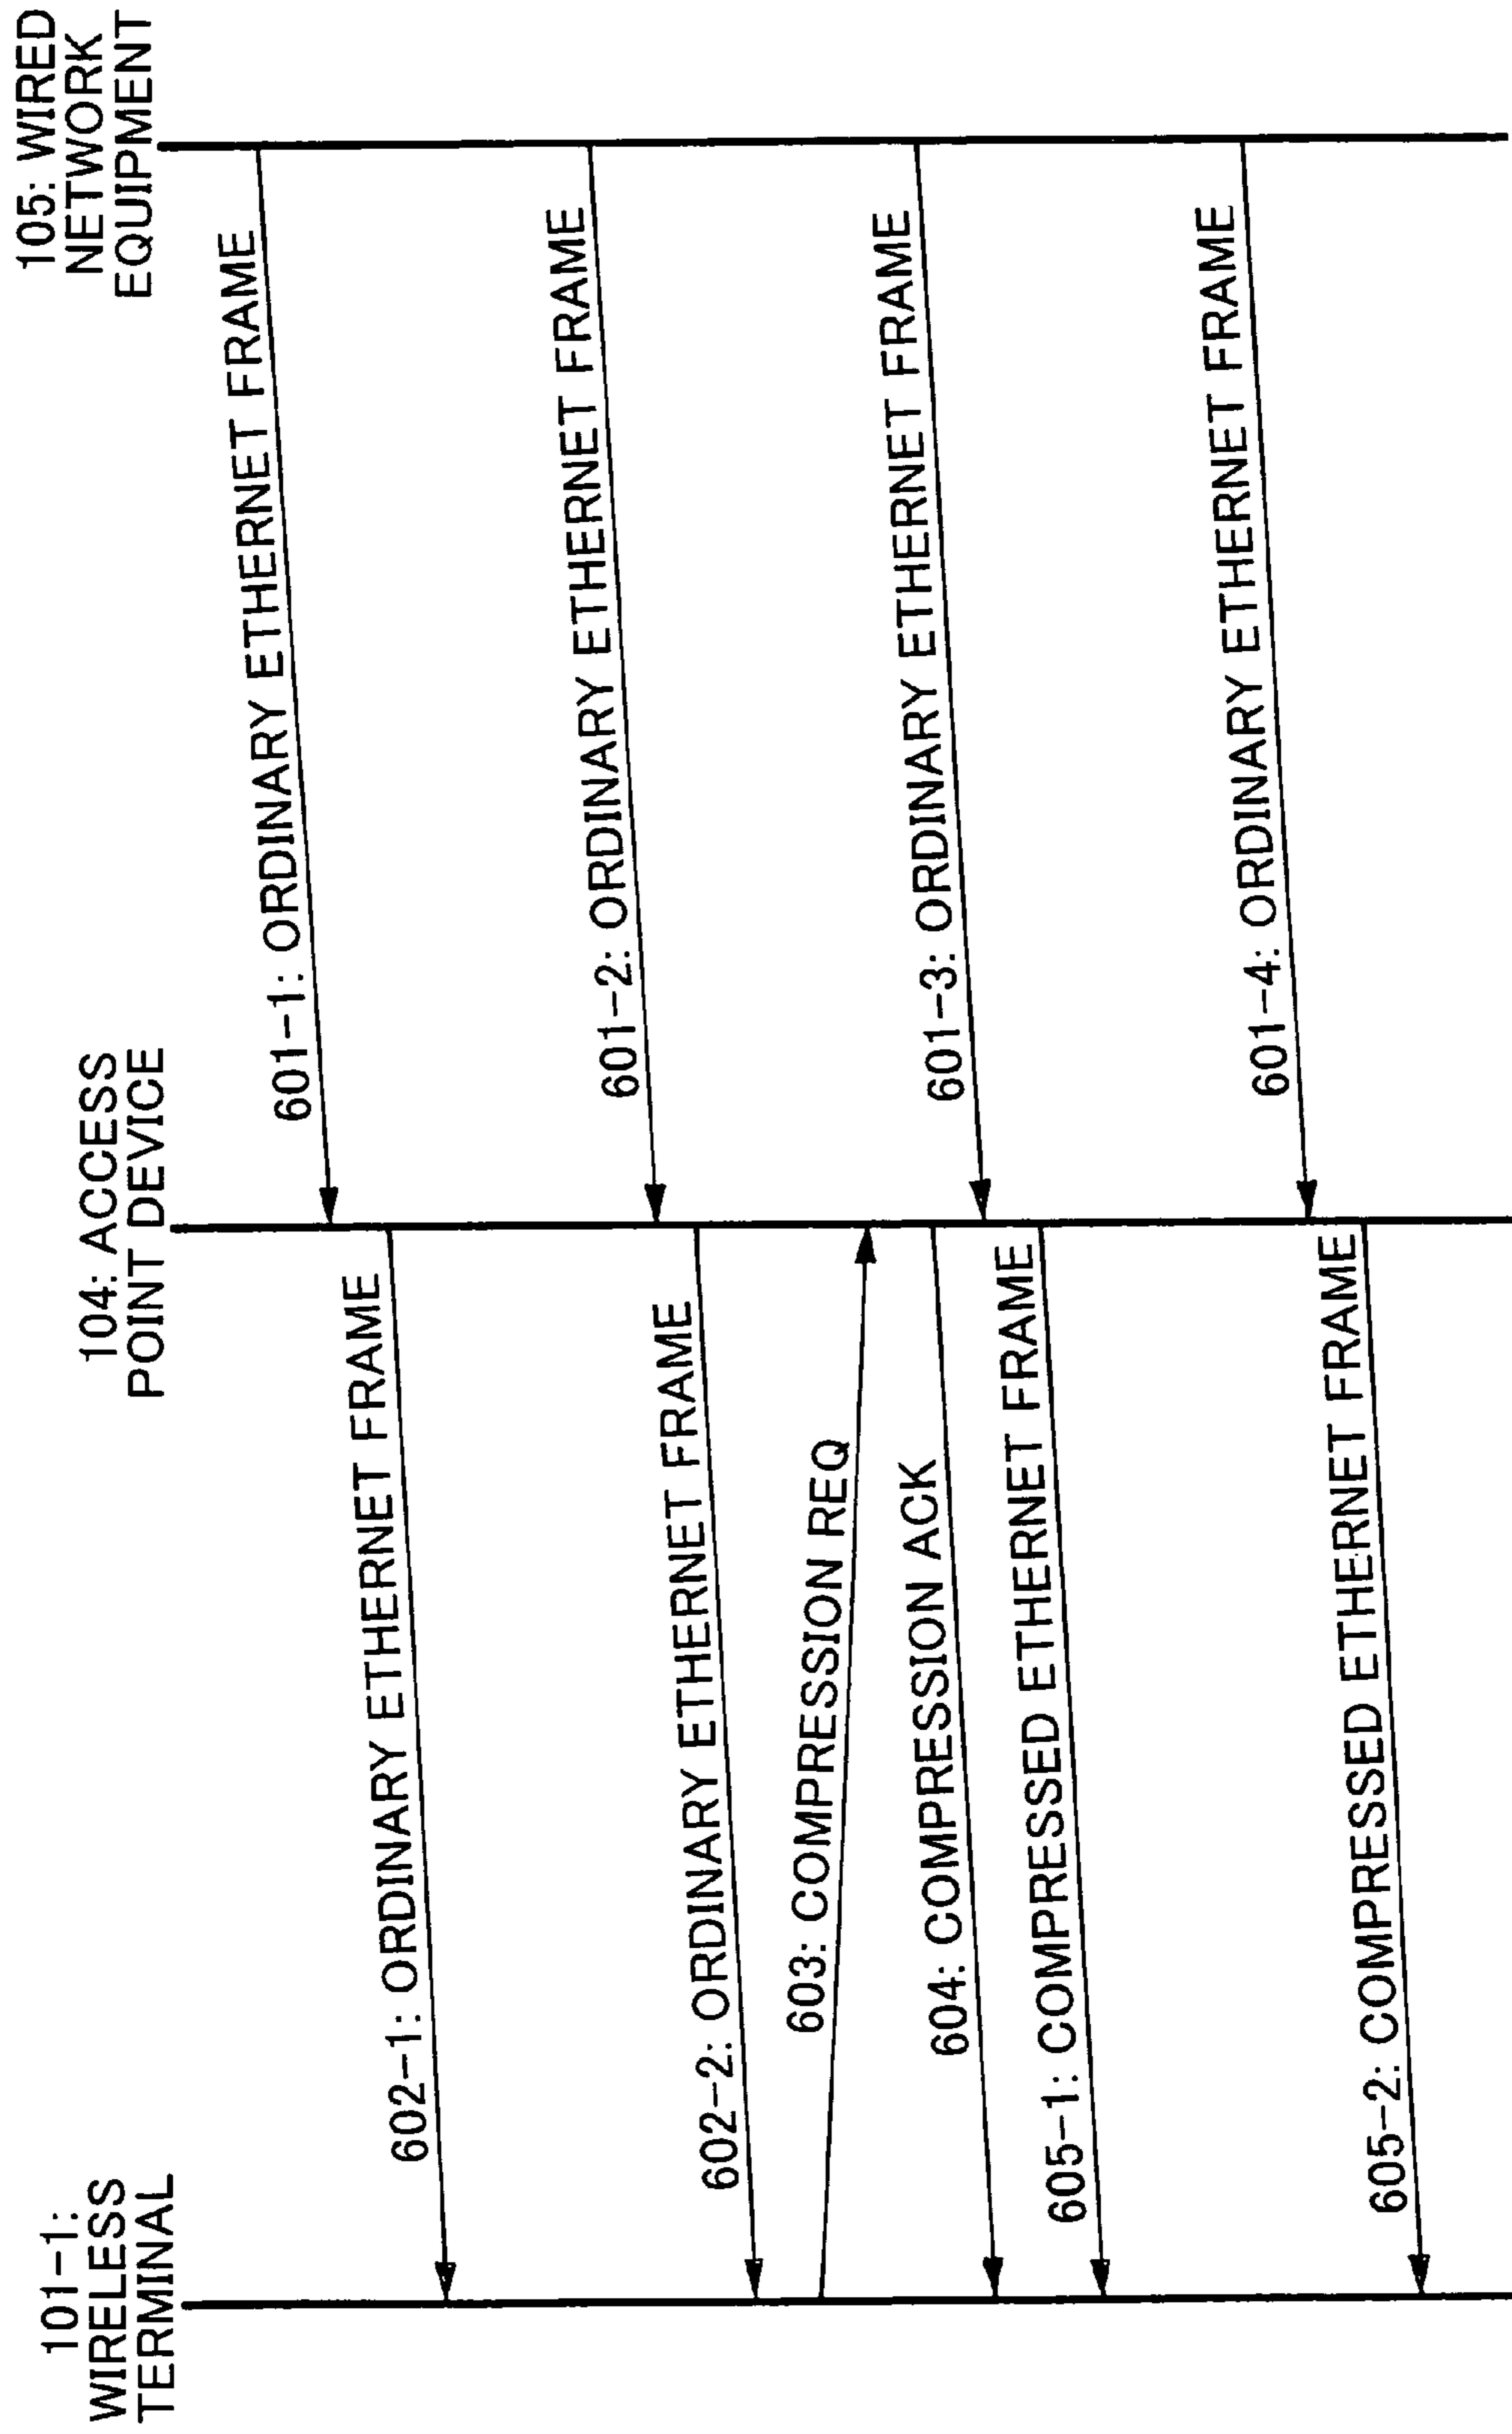 101-1:
WIRELESS
TERMINAL
104: ACCESS
POINT DEVICE
105: WIRED
NETWORK
EQUIPMENT
601-1: ORDINARY ETHERNET FRAME
602-1: ORDINARY ETHERNET FRAME
601-2: ORDINARY ETHERNET FRAME
602-2: ORDINARY ETHERNET FRAME
603: COMPRESSION REQ
604: COMPRESSION ACK
601-3: ORDINARY ETHERNET FRAME
605-1: COMPRESSED ETHERNET FRAME
601-4: ORDINARY ETHERNET FRAME
605-2: COMPRESSED ETHERNET FRAME